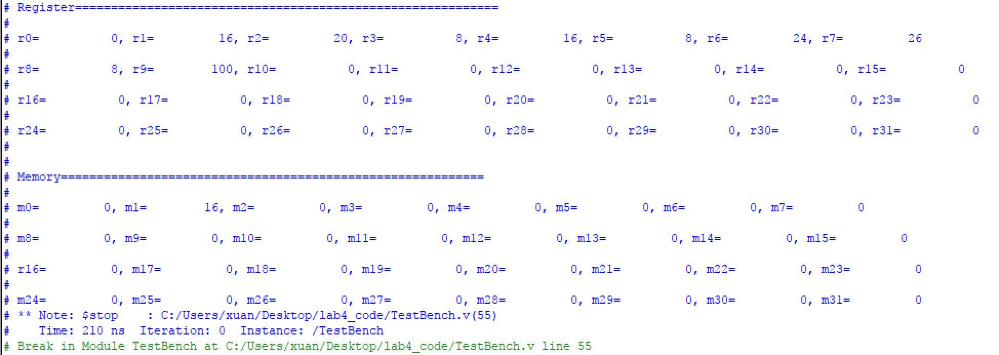 # Register===========================================================
#
# r0=          0, r1=         16, r2=         20, r3=          8, r4=         16, r5=          8, r6=         24, r7=         26
#
# r8=          8, r9=        100, r10=          0, r11=          0, r12=          0, r13=          0, r14=          0, r15=          0
#
# r16=          0, r17=          0, r18=          0, r19=          0, r20=          0, r21=          0, r22=          0, r23=          0
#
# r24=          0, r25=          0, r26=          0, r27=          0, r28=          0, r29=          0, r30=          0, r31=          0
#
#
# Memory===========================================================
#
# m0=         0, m1=        16, m2=         0, m3=         0, m4=         0, m5=         0, m6=         0, m7=         0
#
# m8=         0, m9=         0, m10=         0, m11=         0, m12=         0, m13=         0, m14=         0, m15=         0
#
# r16=         0, m17=         0, m18=         0, m19=         0, m20=         0, m21=         0, m22=         0, m23=         0
#
# m24=         0, m25=         0, m26=         0, m27=         0, m28=         0, m29=         0, m30=         0, m31=         0
# ** Note: $stop    : C:/Users/xuan/Desktop/lab4_code/TestBench.v(55)
#    Time: 210 ns  Iteration: 0  Instance: /TestBench
# Break in Module TestBench at C:/Users/xuan/Desktop/lab4_code/TestBench.v line 55